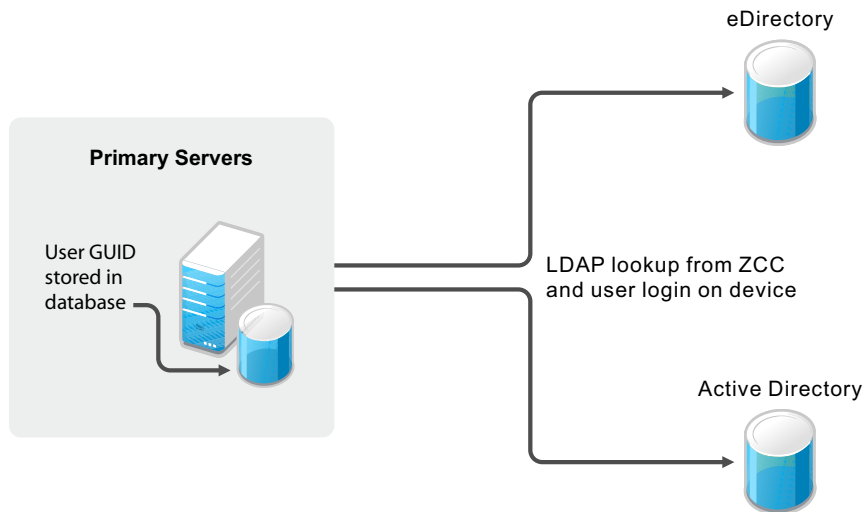 eDirectory
Primary Servers
User GUID
stored in
database
LDAP lookup from ZCC
and user login on device
Active Directory